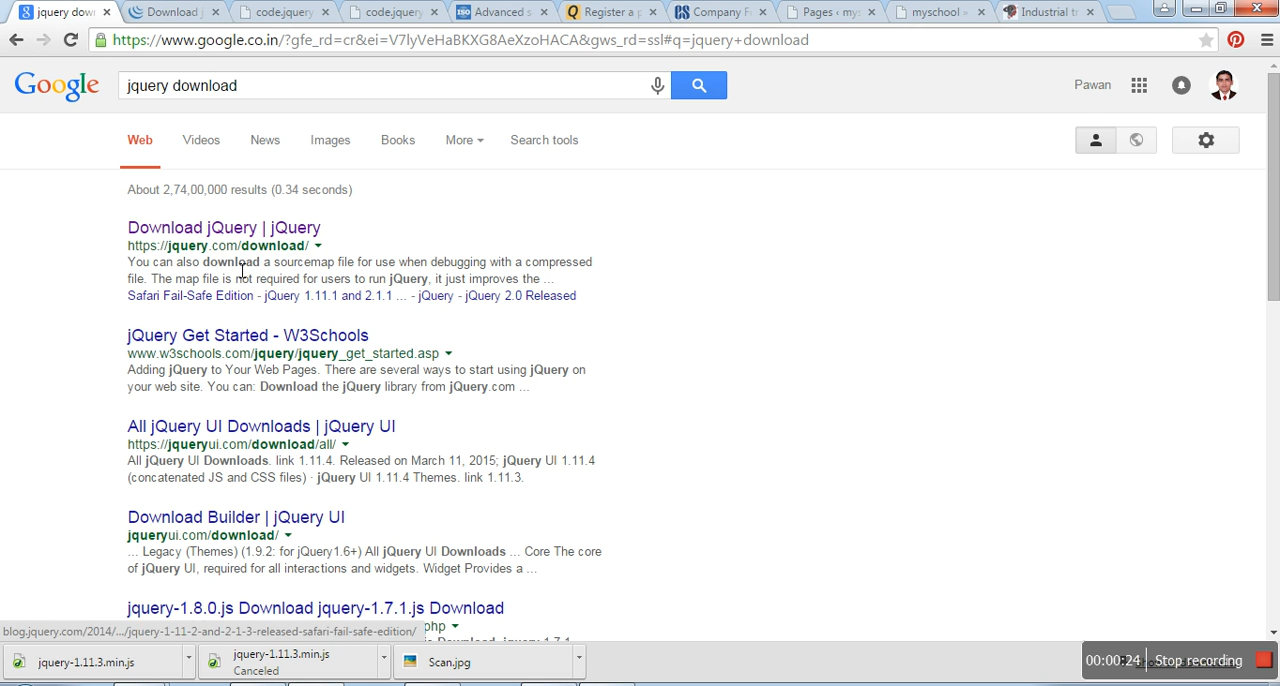 jquery dow
Download j
code.jquery
code.jquery
Advanced s
Register a p
Company F
Pages ‹ my
myschool »
Industrial t
https://www.google.co.in/?gfe_rd=cr&ei=V7lyVeHaBKXG8AeXzoHACA&gws_rd=ssl#q=jquery+download
Google
jquery download
Pawan
Web Videos News Images Books More Search tools
About 2,74,00,000 results (0.34 seconds)
Download jQuery | jQuery
https://jquery.com/download/
You can also download a sourcemap file for use when debugging with a compressed
file. The map file is not required for users to run jQuery, it just improves the ...
Safari Fail-Safe Edition - jQuery 1.11.1 and 2.1.1 ... - jQuery - jQuery 2.0 Released
jQuery Get Started - W3Schools
www.w3schools.com/jquery/jquery_get_started.asp
Adding jQuery to Your Web Pages. There are several ways to start using jQuery on
your web site. You can: Download the jQuery library from jQuery.com ...
All jQuery UI Downloads | jQuery UI
https://jqueryui.com/download/all/
All jQuery UI Downloads. link 1.11.4. Released on March 11, 2015; jQuery UI 1.11.4
(concatenated JS and CSS files) · jQuery UI 1.11.4 Themes. link 1.11.3.
Download Builder | jQuery UI
jqueryui.com/download/
... Legacy (Themes) (1.9.2: for jQuery1.6+) All jQuery UI Downloads ... Core The core
of jQuery UI, required for all interactions and widgets. Widget Provides a ...
jquery-1.8.0.js Download jquery-1.7.1.js Download
php
blog.jquery.com/2014/.../jquery-1-11-2-and-2-1-3-released-safari-fail-safe-edition/
jquery-1.11.3.min.js
jquery-1.11.3.min.js
Canceled
Scan.jpg
00:00:24 Stop recording